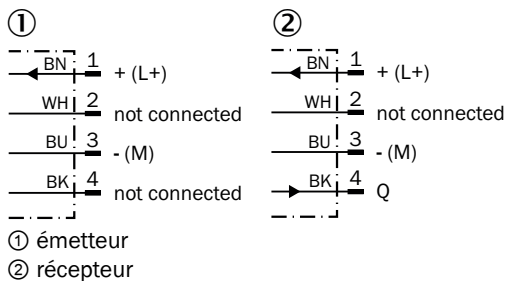 ① ②
BN 1 + (L+) BN 1 + (L+)
WH 2 not connected WH 2 not connected
BU 3 - (M) BU 3 - (M)
BK 4 not connected BK 4 Q
① émetteur
② récepteur